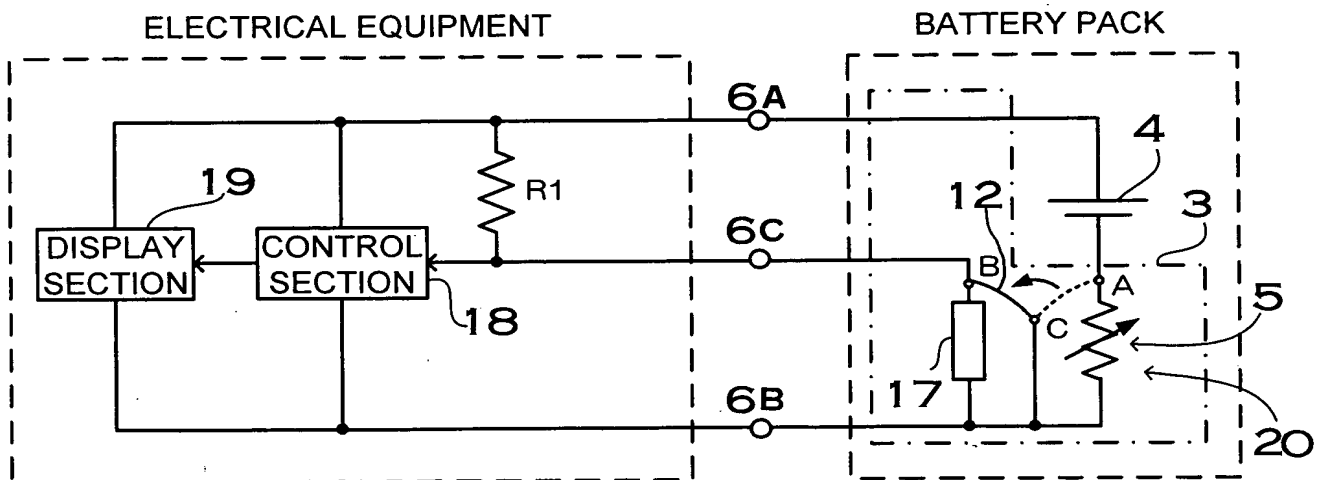 ELECTRICAL EQUIPMENT
BATTERY PACK
6A
4
19
R1
12
3
DISPLAY
SECTION
CONTROL
SECTION
6C
B
A
5
18
C
17
6B
20